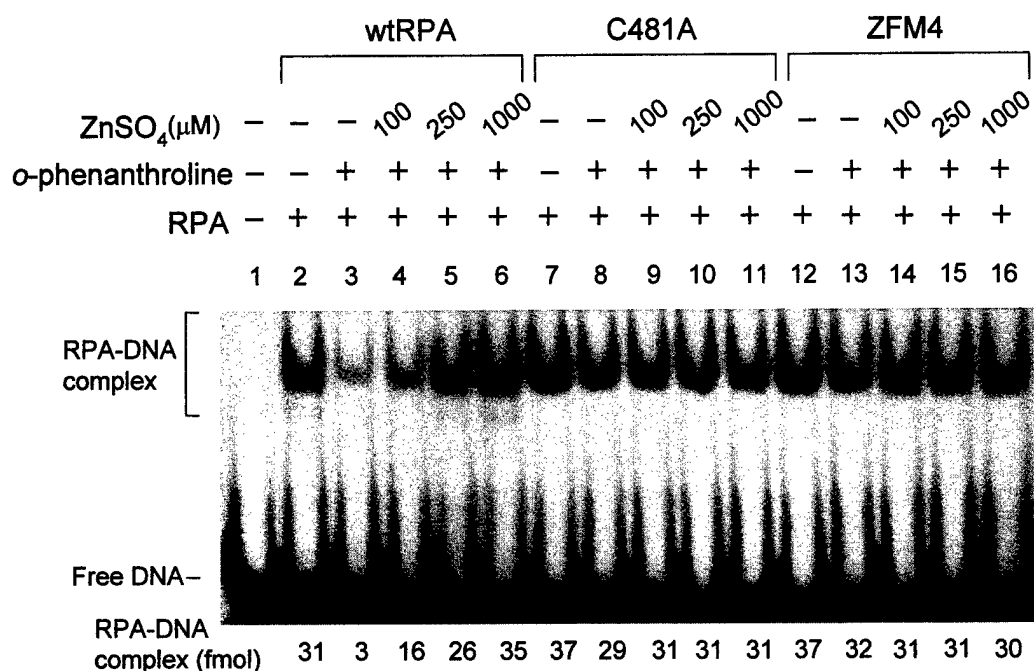 wtRPA C481A ZFM4
ZnSO₄(μM) – – – 100 250 1000 – – 100 250 1000 – – 100 250 1000
o-phenanthroline – – + + + + – + + + + – + + + +
RPA – + + + + + + + + + + + + + + +
1 2 3 4 5 6 7 8 9 10 11 12 13 14 15 16
RPA-DNA
complex
Free DNA–
RPA-DNA
complex (fmol) 31 3 16 26 35 37 29 31 31 31 37 32 31 31 30